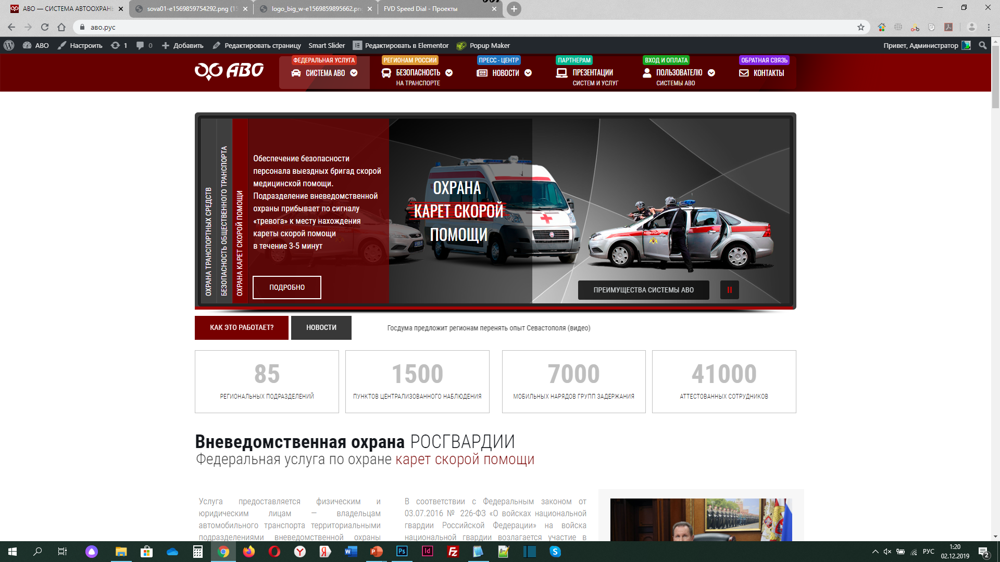 АВО — СИСТЕМА АВТООХРАНЫ
sova01-e1569859754292.png (15
logo_big_w-e1569859895662.png
FVD Speed Dial - Проекты
аво.рус
АВО
Настроить
1
0
Добавить
Редактировать страницу
Smart Slider
Редактировать в Elementor
Popup Maker
Привет, Администратор
АВО
ФЕДЕРАЛЬНАЯ УСЛУГА
СИСТЕМА АВО
РЕГИОНАМ РОССИИ
БЕЗОПАСНОСТЬ
НА ТРАНСПОРТЕ
ПРЕСС - ЦЕНТР
НОВОСТИ
ПАРТНЕРАМ
ПРЕЗЕНТАЦИИ
СИСТЕМ И УСЛУГ
ВХОД И ОПЛАТА
ПОЛЬЗОВАТЕЛЮ
СИСТЕМЫ АВО
ОБРАТНАЯ СВЯЗЬ
КОНТАКТЫ
ОХРАНА ТРАНСПОРТНЫХ СРЕДСТВ
БЕЗОПАСНОСТЬ ОБЩЕСТВЕННОГО ТРАНСПОРТА
ОХРАНА КАРЕТ СКОРОЙ ПОМОЩИ
Обеспечение безопасности
персонала выездных бригад скорой
медицинской помощи.
Подразделение вневедомственной
охраны прибывает по сигналу
«тревога» к месту нахождения
кареты скорой помощи
в течение 3-5 минут
ПОДРОБНО
ОХРАНА
КАРЕТ СКОРОЙ
ПОМОЩИ
РОСГВАРДИЯ
ПРЕИМУЩЕСТВА СИСТЕМЫ АВО
КАК ЭТО РАБОТАЕТ?
НОВОСТИ
Госдума предложит регионам перенять опыт Севастополя (видео)
85
РЕГИОНАЛЬНЫХ ПОДРАЗДЕЛЕНИЙ
1500
ПУНКТОВ ЦЕНТРАЛИЗОВАННОГО НАБЛЮДЕНИЯ
7000
МОБИЛЬНЫХ НАРЯДОВ ГРУПП ЗАДЕРЖАНИЯ
41000
АТТЕСТОВАННЫХ СОТРУДНИКОВ
Вневедомственная охрана РОСГВАРДИИ
Федеральная услуга по охране карет скорой помощи
Услуга предоставляется физическим и
юридическим лицам — владельцам
автомобильного транспорта территориальными
подразделениями вневедомственной охраны
В соответствии с Федеральным законом от
03.07.2016 № 226-ФЗ «О войсках национальной
гвардии Российской Федерации» на войска
национальной гвардии возлагается участие в
РУС
1:20
02.12.2019
2